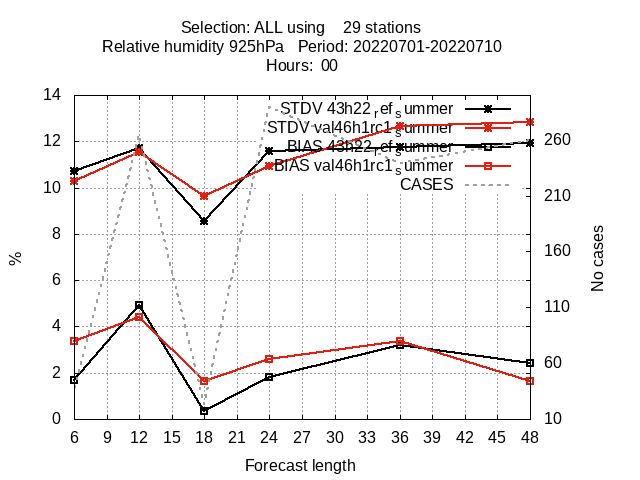 Selection: ALL using 29 stations
Relative humidity 925hPa Period: 20220701-20220710
Hours: 00
STDV 43h22_ref_summer
STDV val46h1rc1_summer
BIAS 43h22_ref_summer
BIAS val46h1rc1_summer
CASES
14
12
10
8
6
4
2
0
%
260
210
160
110
60
10
No cases
6 9 12 15 18 21 24 27 30 33 36 39 42 45 48
Forecast length